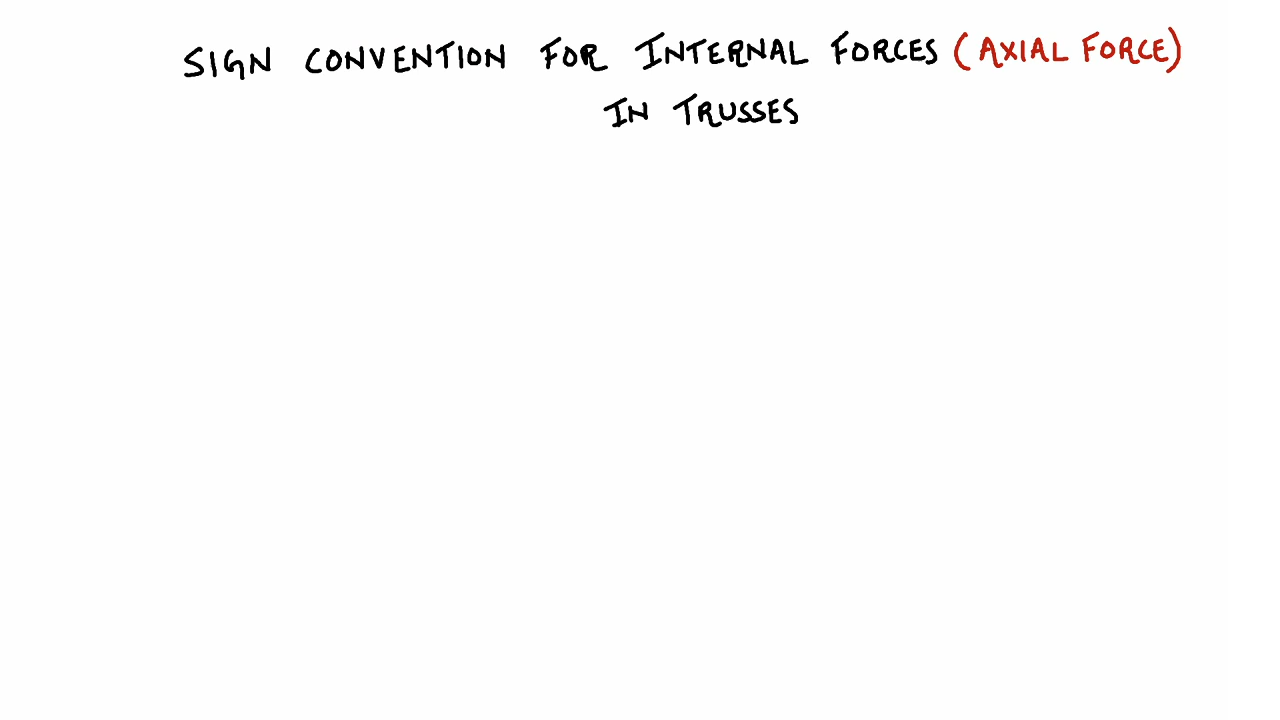 SIGN CONVENTION FOR INTERNAL FORCES (AXIAL FORCE)
IN TRUSSES